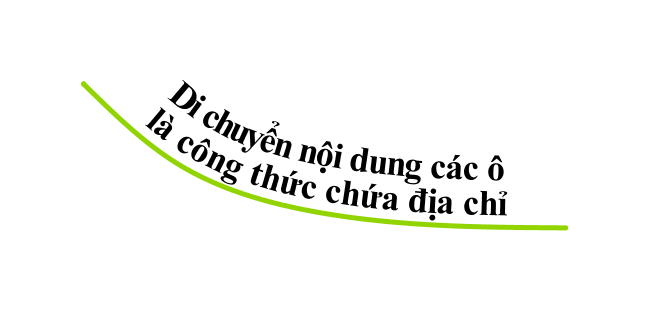 Di chuyển nội dung các ô
là công thức chứa địa chỉ